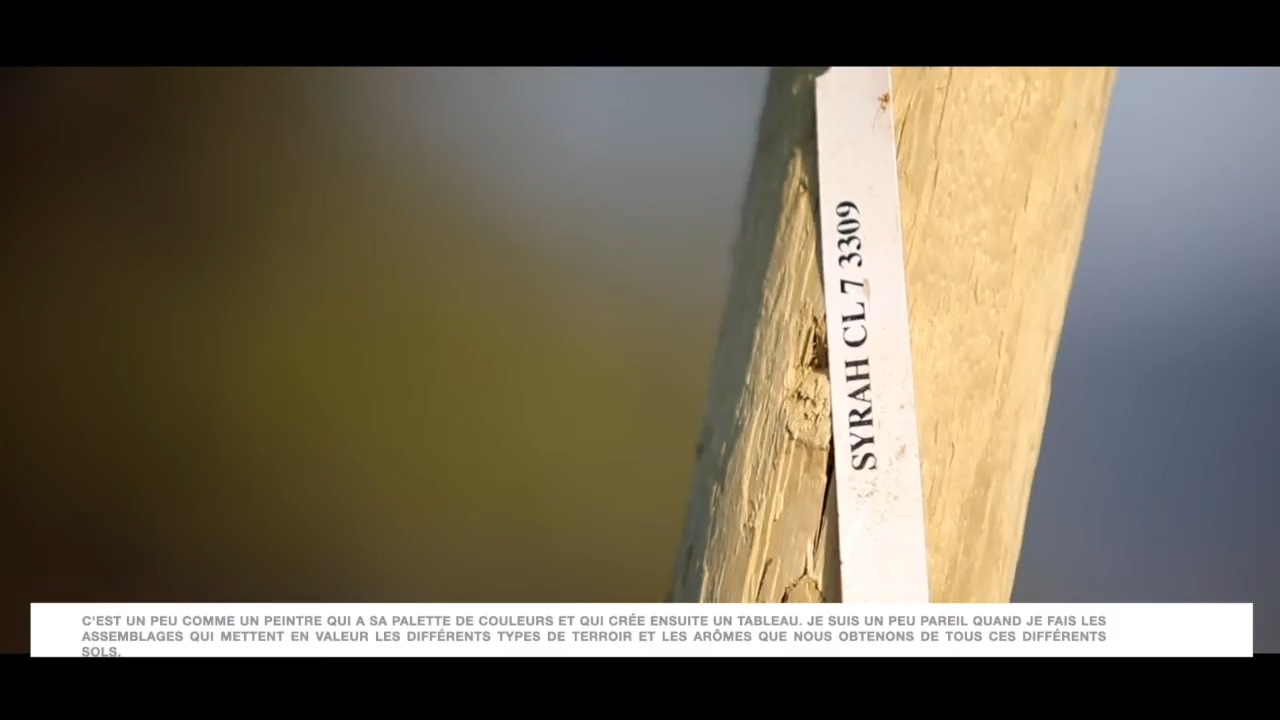 SYRAH CL 7 3309
C'EST UN PEU COMME UN PEINTRE QUI A SA PALETTE DE COULEURS ET QUI CRÉE ENSUITE UN TABLEAU. JE SUIS UN PEU PAREIL QUAND JE FAIS LES
ASSEMBLAGES QUI METTENT EN VALEUR LES DIFFÉRENTS TYPES DE TERROIR ET LES ARÔMES QUE NOUS OBTENONS DE TOUS CES DIFFÉRENTS
SOLS.